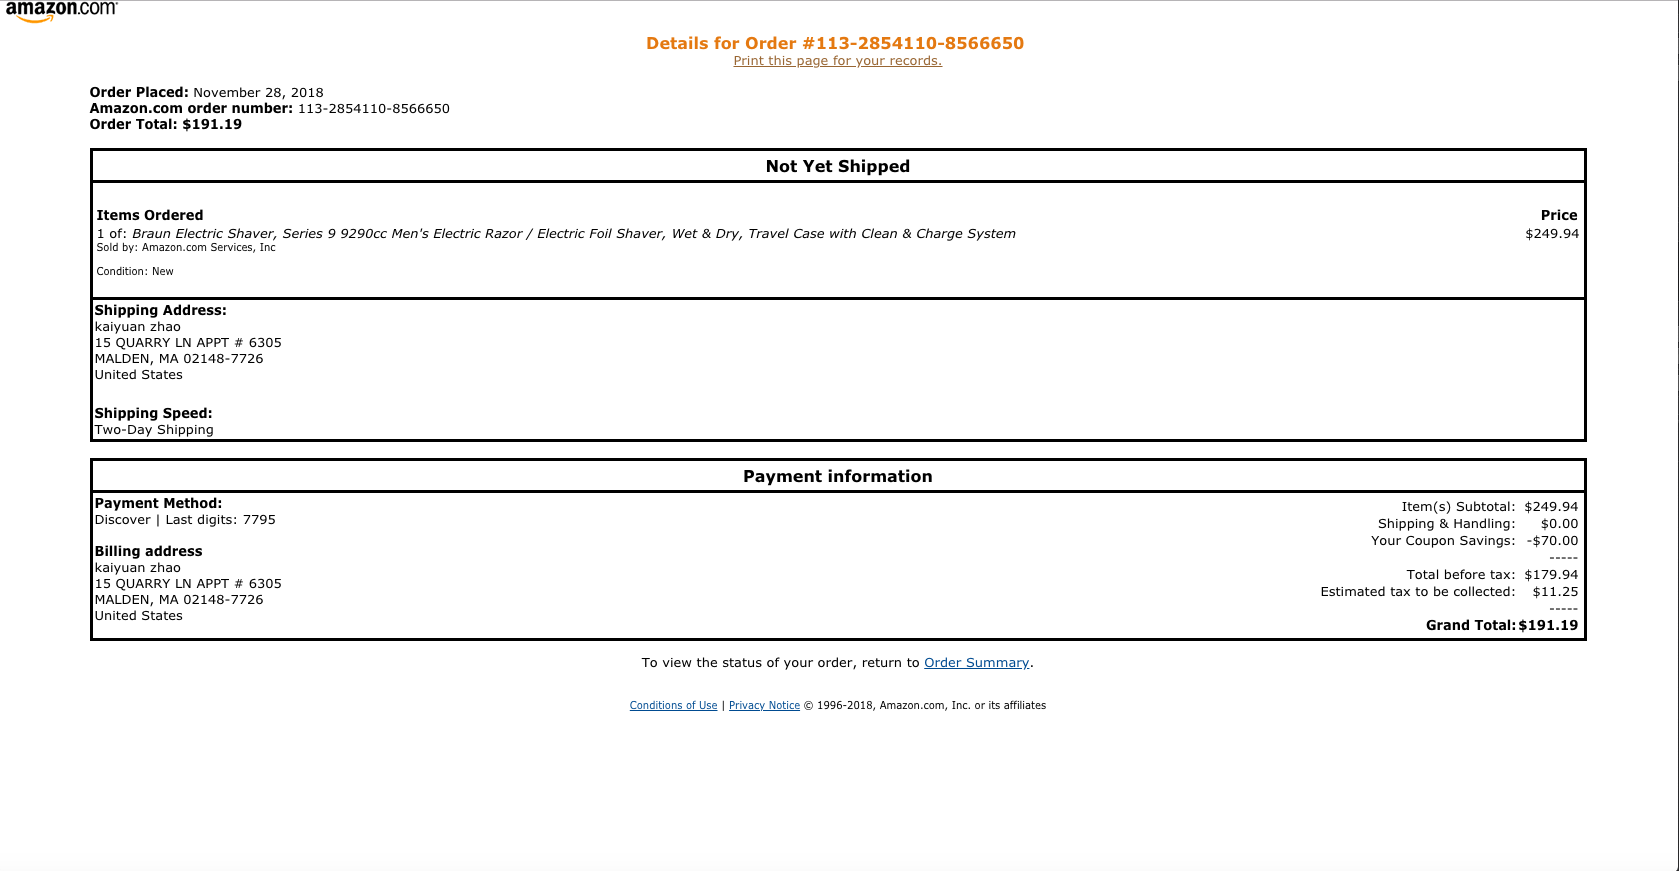 amazon.com
Details for Order #113-2854110-8566650
Print this page for your records.
Order Placed: November 28, 2018
Amazon.com order number: 113-2854110-8566650
Order Total: $191.19
Not Yet Shipped
Items Ordered Price
1 of: Braun Electric Shaver, Series 9 9290cc Men's Electric Razor / Electric Foil Shaver, Wet & Dry, Travel Case with Clean & Charge System $249.94
Sold by: Amazon.com Services, Inc
Condition: New
Shipping Address:
kaiyuan zhao
15 QUARRY LN APPT # 6305
MALDEN, MA 02148-7726
United States
Shipping Speed:
Two-Day Shipping
Payment information
Payment Method:
Discover | Last digits: 7795
Billing address
kaiyuan zhao
15 QUARRY LN APPT # 6305
MALDEN, MA 02148-7726
United States
Item(s) Subtotal: $249.94
Shipping & Handling: $0.00
Your Coupon Savings: -$70.00
-----
Total before tax: $179.94
Estimated tax to be collected: $11.25
-----
Grand Total: $191.19
To view the status of your order, return to Order Summary.
Conditions of Use | Privacy Notice © 1996-2018, Amazon.com, Inc. or its affiliates